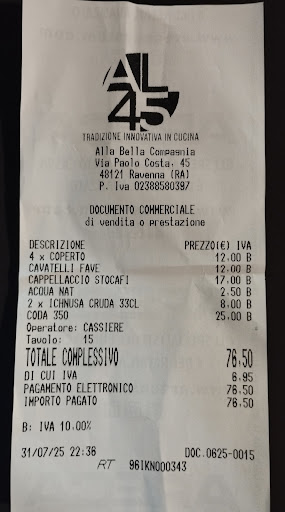 AL
45
TRADIZIONE INNOVATIVA IN CUCINA
Alla Bella Compagnia
Via Paolo Costa, 45
48121 Ravenna (RA)
P. Iva 02388580397
DOCUMENTO COMMERCIALE
di vendita o prestazione
DESCRIZIONE PREZZO(€) IVA
4 x COPERTO 12,00 B
CAVATELLI FAVE 12,00 B
CAPPELLACCIO STOCAFI 17,00 B
ACQUA NAT 2,50 B
2 x ICHNUSA CRUDA 33CL 8,00 B
CODA 350 25,00 B
Operatore: CASSIERE
Tavolo: 15
TOTALE COMPLESSIVO 76,50
DI CUI IVA 6,95
PAGAMENTO ELETTRONICO 76,50
IMPORTO PAGATO 76,50
B: IVA 10,00%
31/07/25 22:36 DOC.0625-0015
RT 96IKN000343